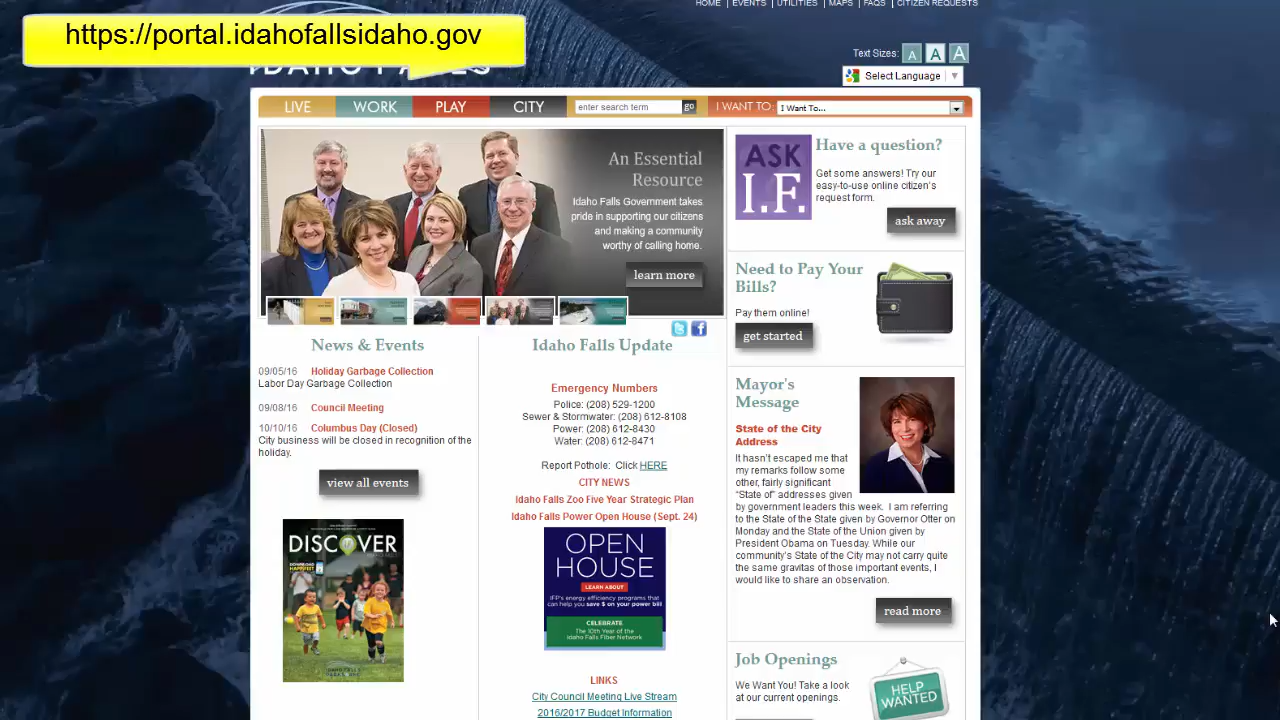 HOME | EVENTS | UTILITIES | MAPS | FAQS | CITIZEN REQUESTS
https://portal.idahofallsidaho.gov
IDAHO FALLS
Text Sizes: A A A
Select Language
LIVE WORK PLAY CITY enter search term go I WANT TO: I Want To...
An Essential
Resource
Idaho Falls Government takes
pride in supporting our citizens
and making a community
worthy of calling home.
learn more
ASK
I.F.
Have a question?
Get some answers! Try our
easy-to-use online citizen's
request form.
ask away
Need to Pay Your
Bills?
Pay them online!
get started
News & Events
09/05/16 Holiday Garbage Collection
Labor Day Garbage Collection
09/08/16 Council Meeting
10/10/16 Columbus Day (Closed)
City business will be closed in recognition of the
holiday.
view all events
DISCOVER
Idaho Falls Update
Emergency Numbers
Police: (208) 529-1200
Sewer & Stormwater: (208) 612-8108
Power: (208) 612-8430
Water: (208) 612-8471
Report Pothole: Click HERE
CITY NEWS
Idaho Falls Zoo Five Year Strategic Plan
Idaho Falls Power Open House (Sept. 24)
OPEN
HOUSE
LEARN ABOUT
IFP's energy efficiency programs that
can help you save $ on your power bill
CELEBRATE
The 10th Year of the
Idaho Falls Fiber Network
LINKS
City Council Meeting Live Stream
2016/2017 Budget Information
Mayor's
Message
State of the City
Address
It hasn't escaped me that
my remarks follow some
other, fairly significant
"State of" addresses given
by government leaders this week. I am referring
to the State of the State given by Governor Otter on
Monday and the State of the Union given by
President Obama on Tuesday. While our
community's State of the City may not carry quite
the same gravitas of those important events, I
would like to share an observation.
read more
Job Openings
We Want You! Take a look
at our current openings.
HELP
WANTED